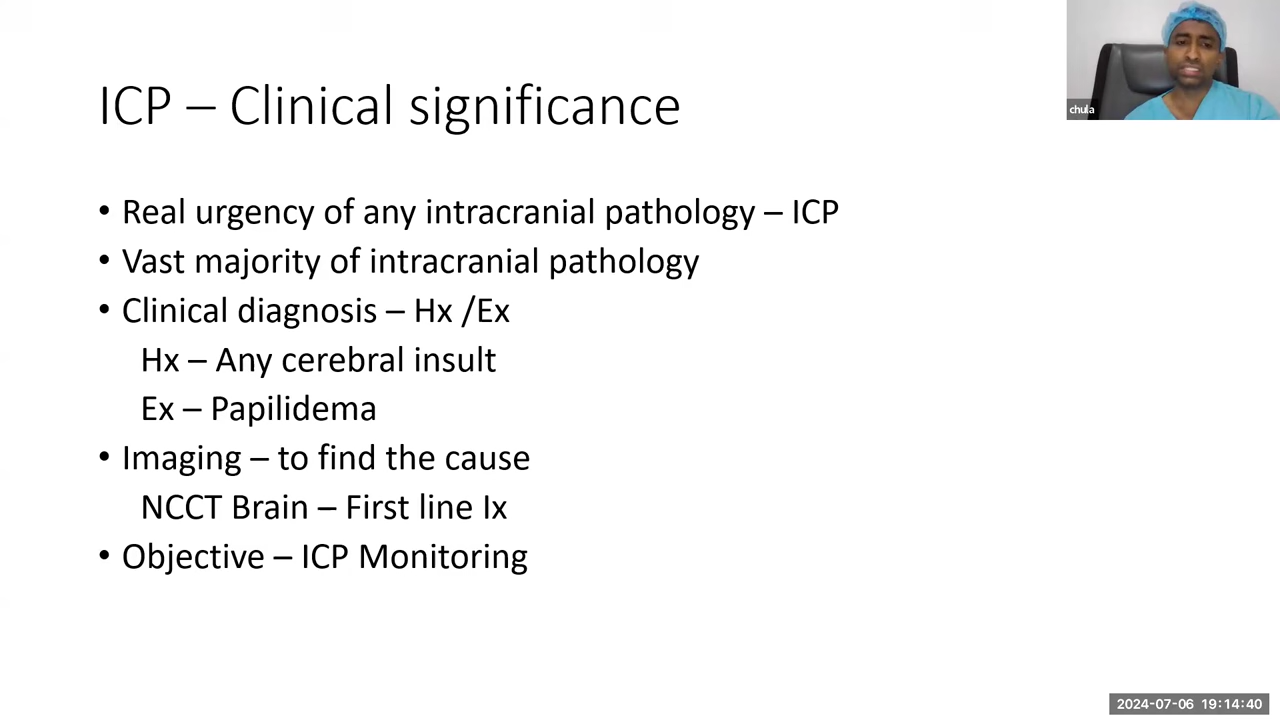 ICP – Clinical significance
chula
• Real urgency of any intracranial pathology – ICP
• Vast majority of intracranial pathology
• Clinical diagnosis – Hx /Ex
Hx – Any cerebral insult
Ex – Papilidema
• Imaging – to find the cause
NCCT Brain – First line Ix
• Objective – ICP Monitoring
2024-07-06 19:14:40